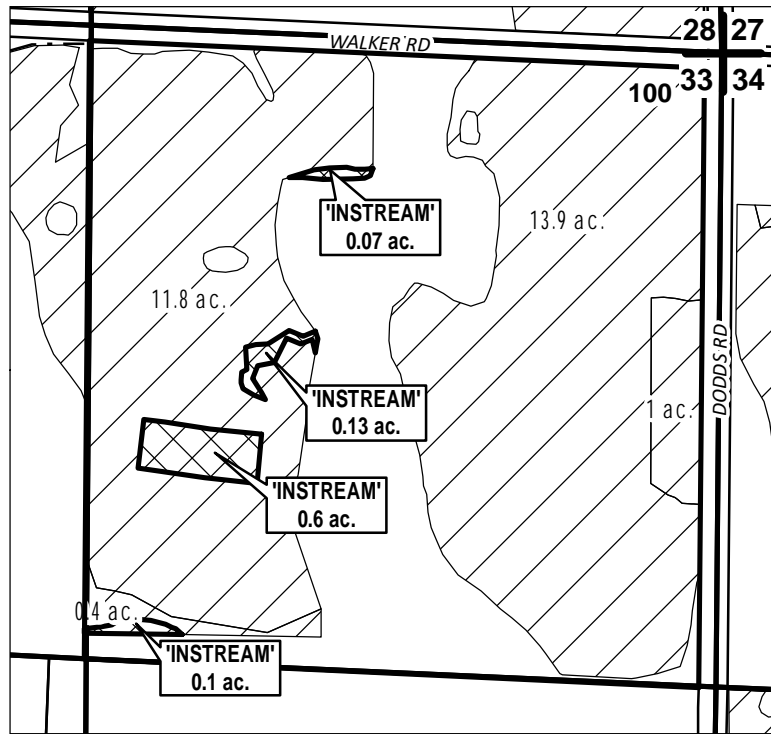 WALKER RD
28 27
33 34
100
'INSTREAM'
0.07 ac.
13.9 ac.
11.8 ac.
DODDS RD
'INSTREAM'
0.13 ac.
1 ac.
'INSTREAM'
0.6 ac.
0.4 ac.
'INSTREAM'
0.1 ac.